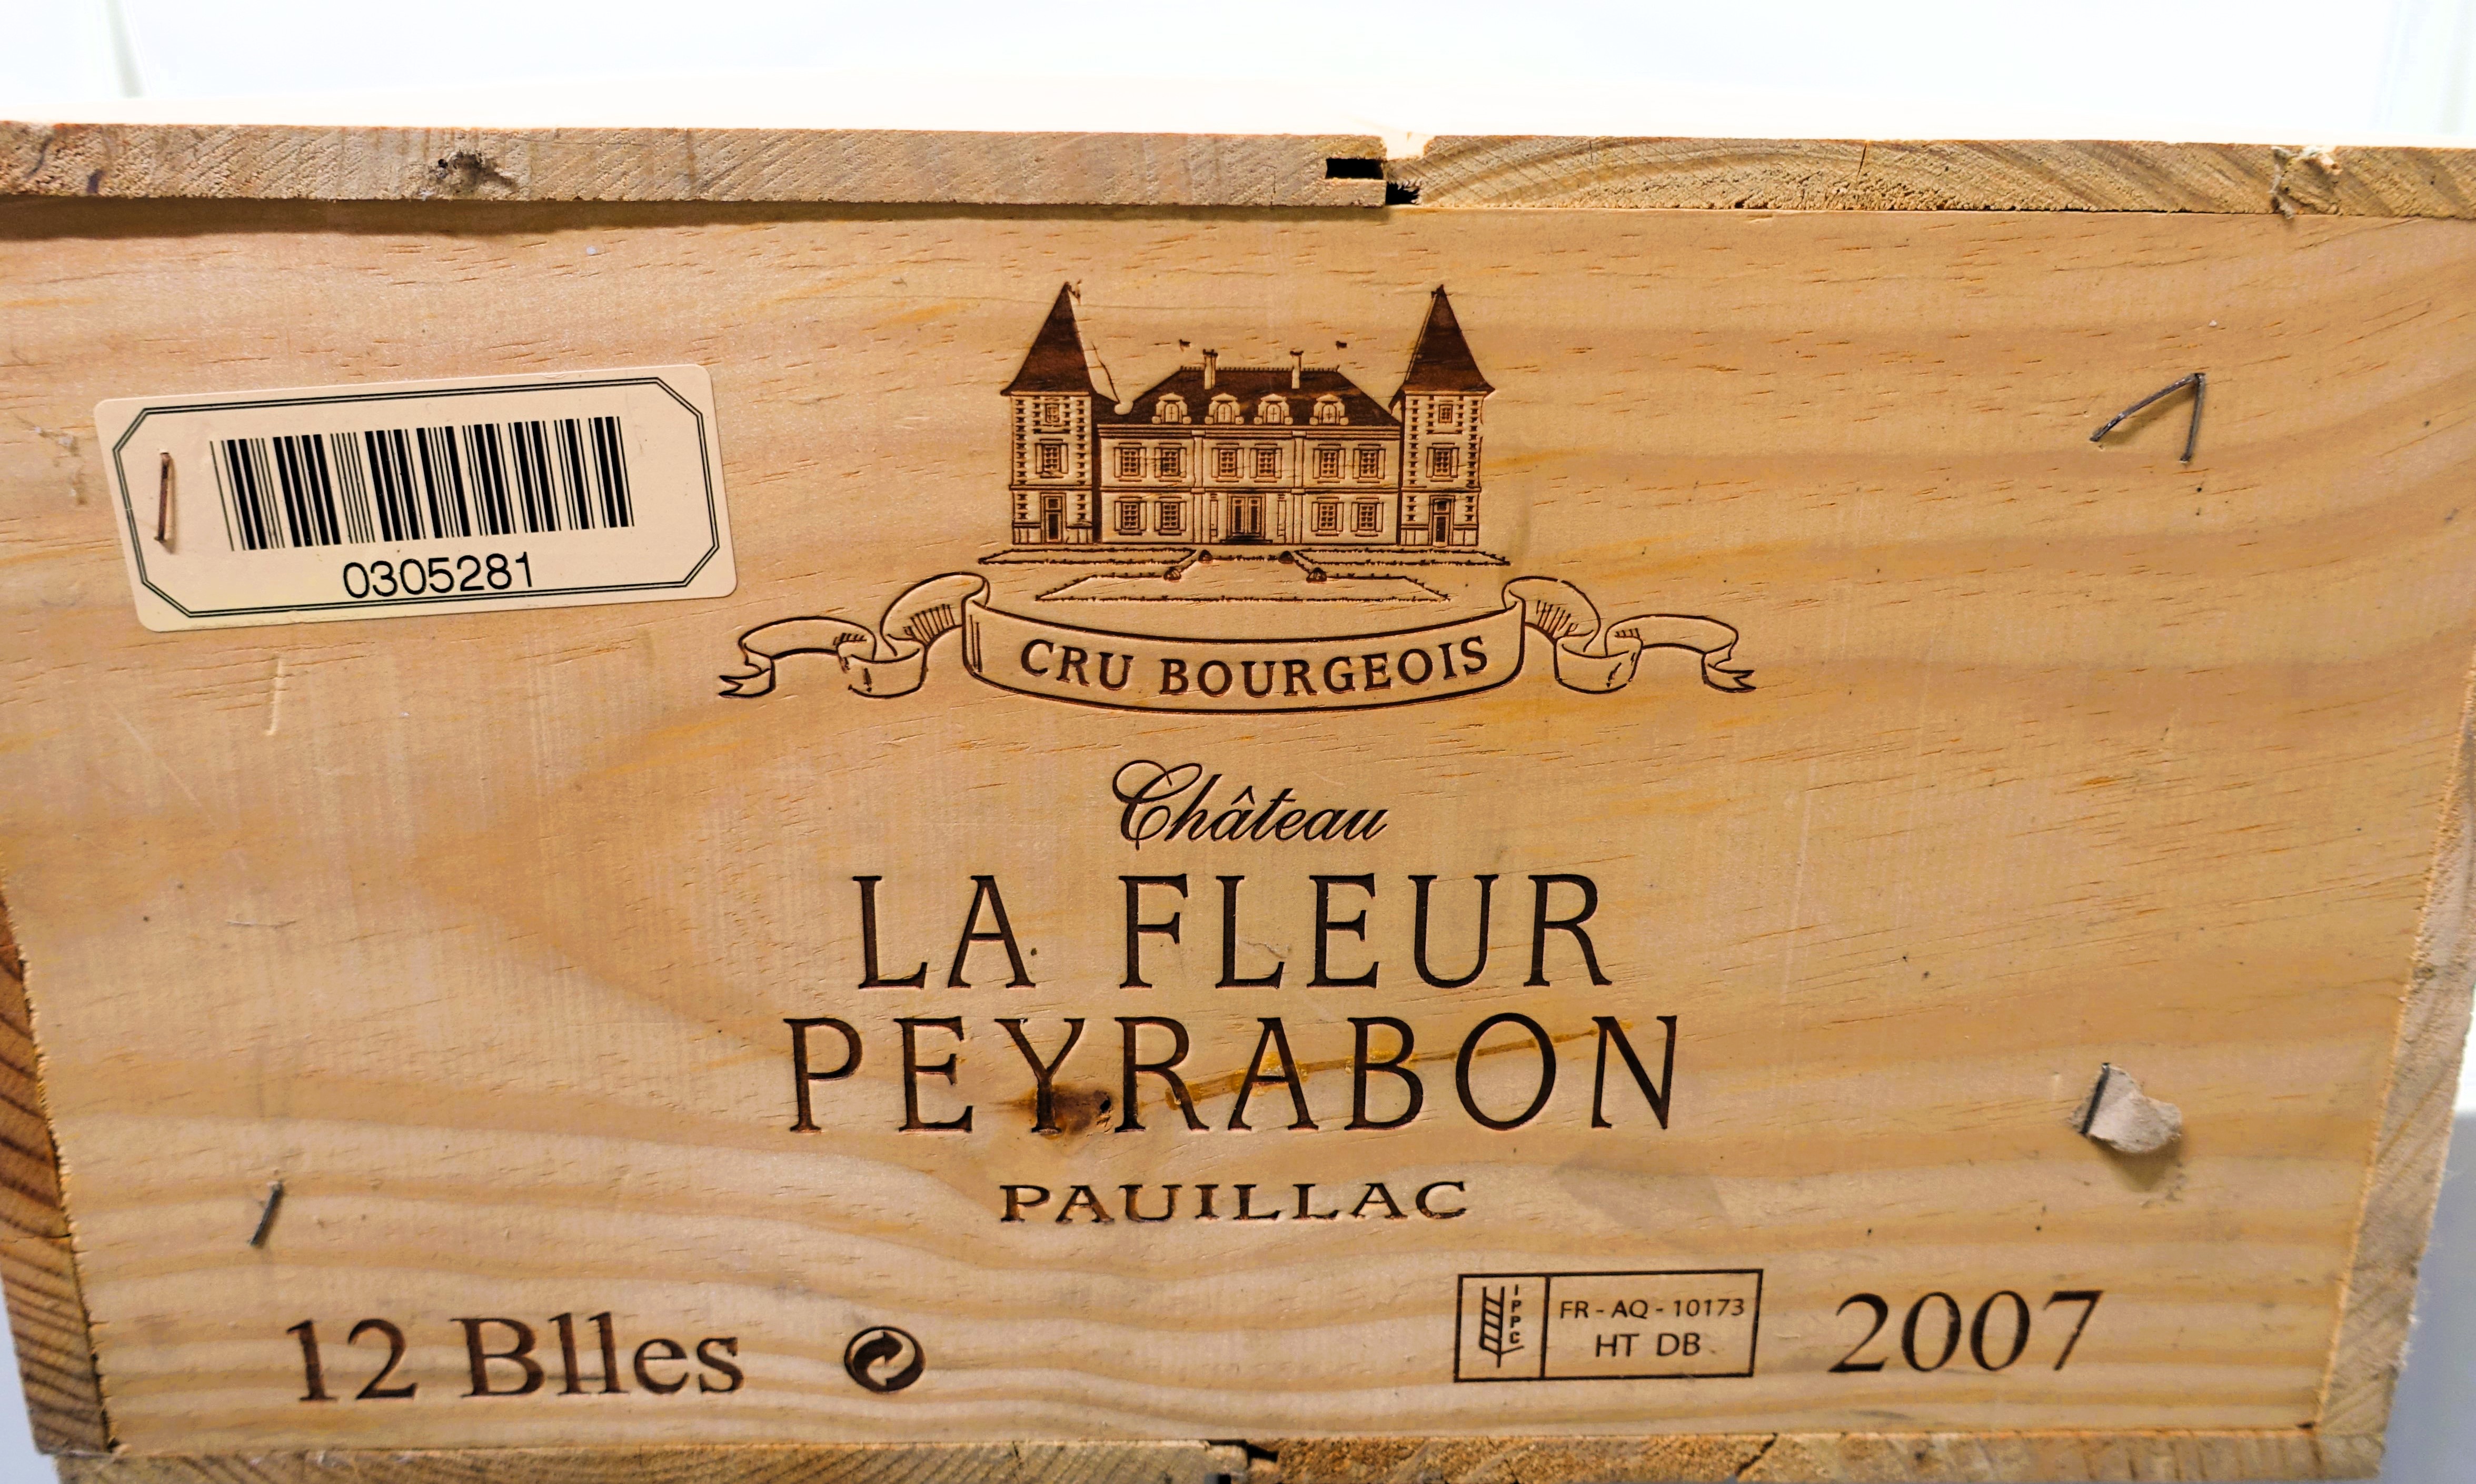 0305281
CRU BOURGEOIS
Château
LA FLEUR
PEYRABON
PAUILLAC
12 Blles
IPPC
FR - AQ - 10173
HT DB
2007